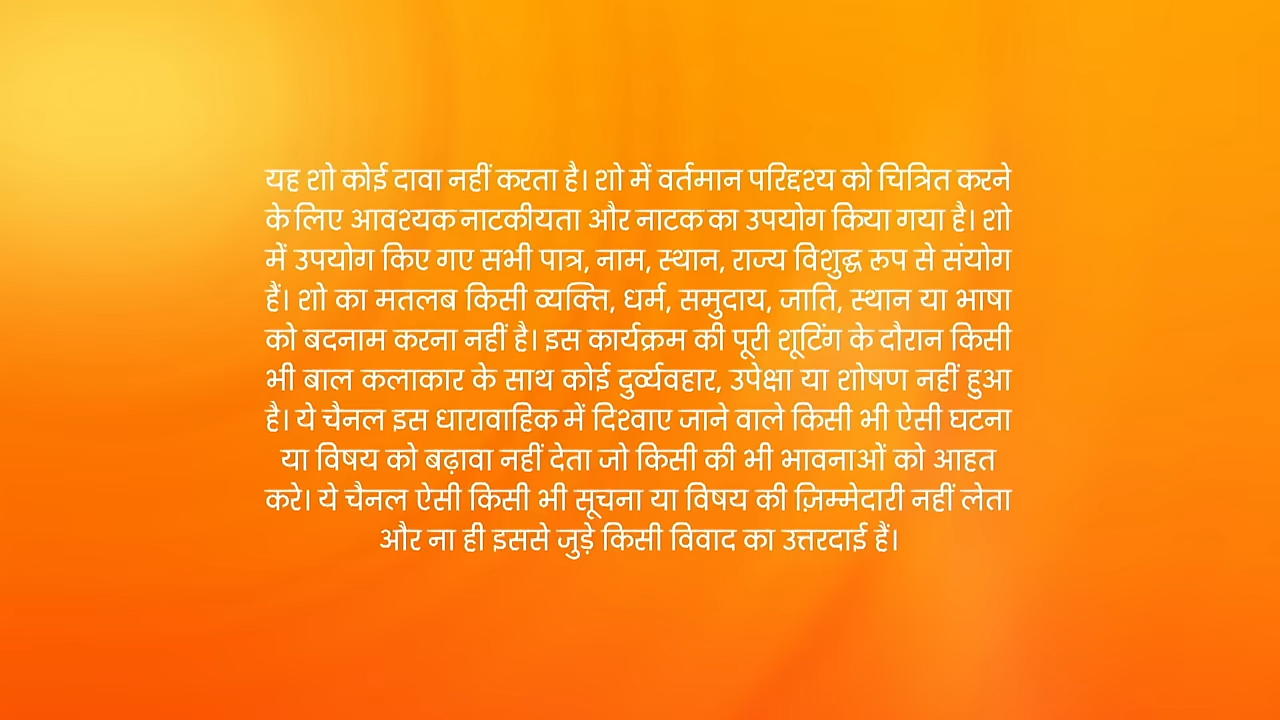 यह शो कोई दावा नहीं करता है। शो में वर्तमान परिदृश्य को चित्रित करने
के लिए आवश्यक नाटकीयता और नाटक का उपयोग किया गया है। शो
में उपयोग किए गए सभी पात्र, नाम, स्थान, राज्य विशुद्ध रूप से संयोग
हैं। शो का मतलब किसी व्यक्ति, धर्म, समुदाय, जाति, स्थान या भाषा
को बदनाम करना नहीं है। इस कार्यक्रम की पूरी शूटिंग के दौरान किसी
भी बाल कलाकार के साथ कोई दुर्व्यवहार, उपेक्षा या शोषण नहीं हुआ
है। ये चैनल इस धारावाहिक में दिखाए जाने वाले किसी भी ऐसी घटना
या विषय को बढ़ावा नहीं देता जो किसी की भी भावनाओं को आहत
करे। ये चैनल ऐसी किसी भी सूचना या विषय की ज़िम्मेदारी नहीं लेता
और ना ही इससे जुड़े किसी विवाद का उत्तरदाई हैं।